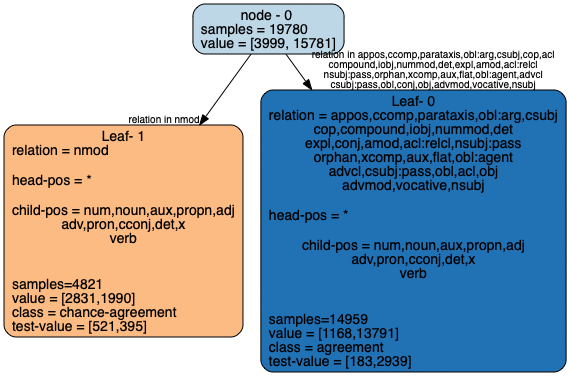 node - 0
samples = 19780
value = [3999, 15781]
relation in appos,ccomp,parataxis,obl:arg,csubj,cop,acl
compound,iobj,nummod,det,expl,amod,acl:relcl
nsubj:pass,orphan,xcomp,aux,flat,obl:agent,advcl
csubj:pass,obl,conj,obj,advmod,vocative,nsubj
relation in nmod
Leaf- 1
relation = nmod
head-pos = *
child-pos = num,noun,aux,propn,adj
adv,pron,cconj,det,x
verb
samples=4821
value = [2831,1990]
class = chance-agreement
test-value = [521,395]
Leaf- 0
relation = appos,ccomp,parataxis,obl:arg,csubj
cop,compound,iobj,nummod,det
expl,conj,amod,acl:relcl,nsubj:pass
orphan,xcomp,aux,flat,obl:agent
advcl,csubj:pass,obl,acl,obj
advmod,vocative,nsubj
head-pos = *
child-pos = num,noun,aux,propn,adj
adv,pron,cconj,det,x
verb
samples=14959
value = [1168,13791]
class = agreement
test-value = [183,2939]